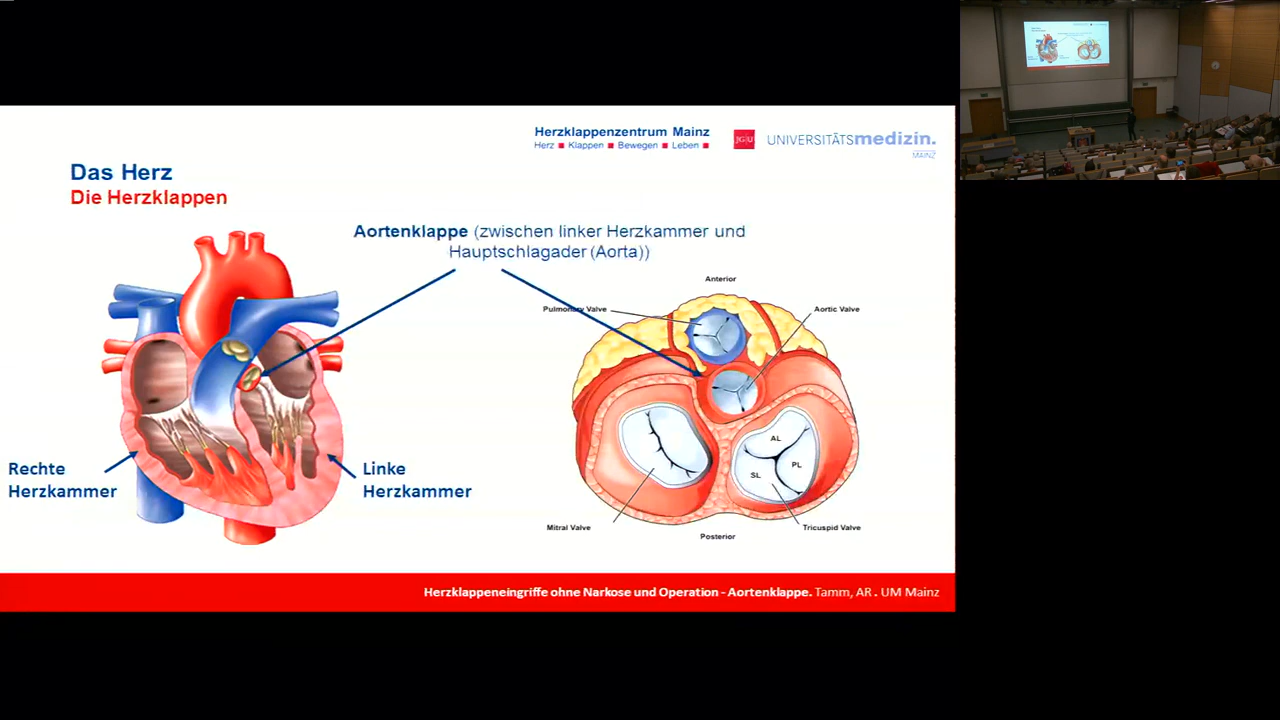 Herzklappenzentrum Mainz
Herz ■ Klappen ■ Bewegen ■ Leben ■
JG|U
UNIVERSITÄTSmedizin.
MAINZ
Das Herz
Die Herzklappen
Aortenklappe (zwischen linker Herzkammer und
Hauptschlagader (Aorta))
Anterior
Pulmonary Valve
Aortic Valve
AL
PL
SL
Rechte
Herzkammer
Linke
Herzkammer
Mitral Valve
Tricuspid Valve
Posterior
Herzklappeneingriffe ohne Narkose und Operation - Aortenklappe. Tamm, AR . UM Mainz